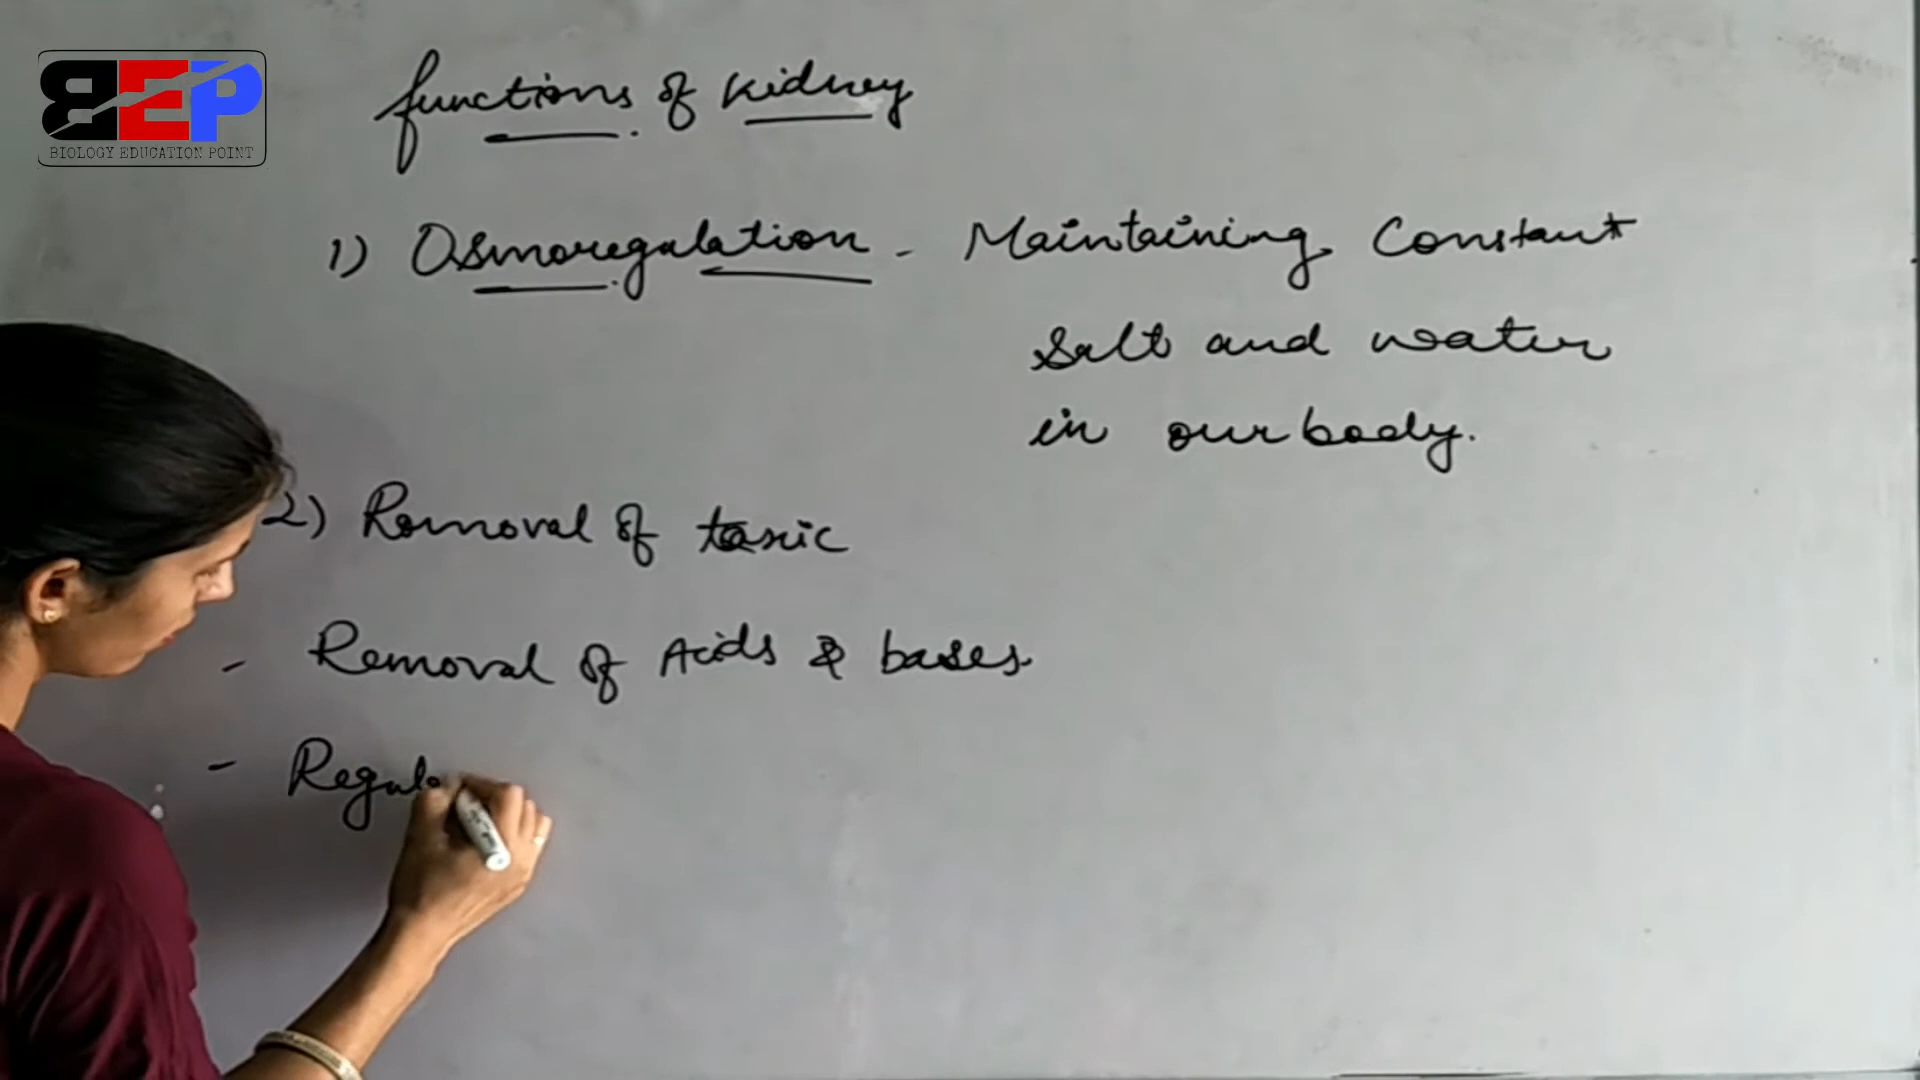 BEP
BIOLOGY EDUCATION POINT
functions of kidney
1) Osmoregulation - Maintaining Constant
salt and water
in our body.
2) Removal of toxic
- Removal of Acids & bases
- Regula